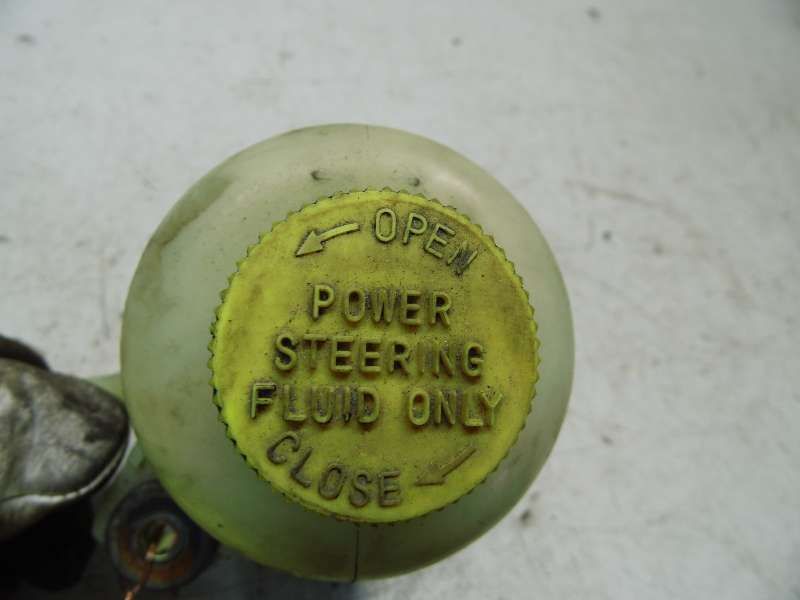 OPEN
POWER
STEERING
FLUID ONLY
CLOSE